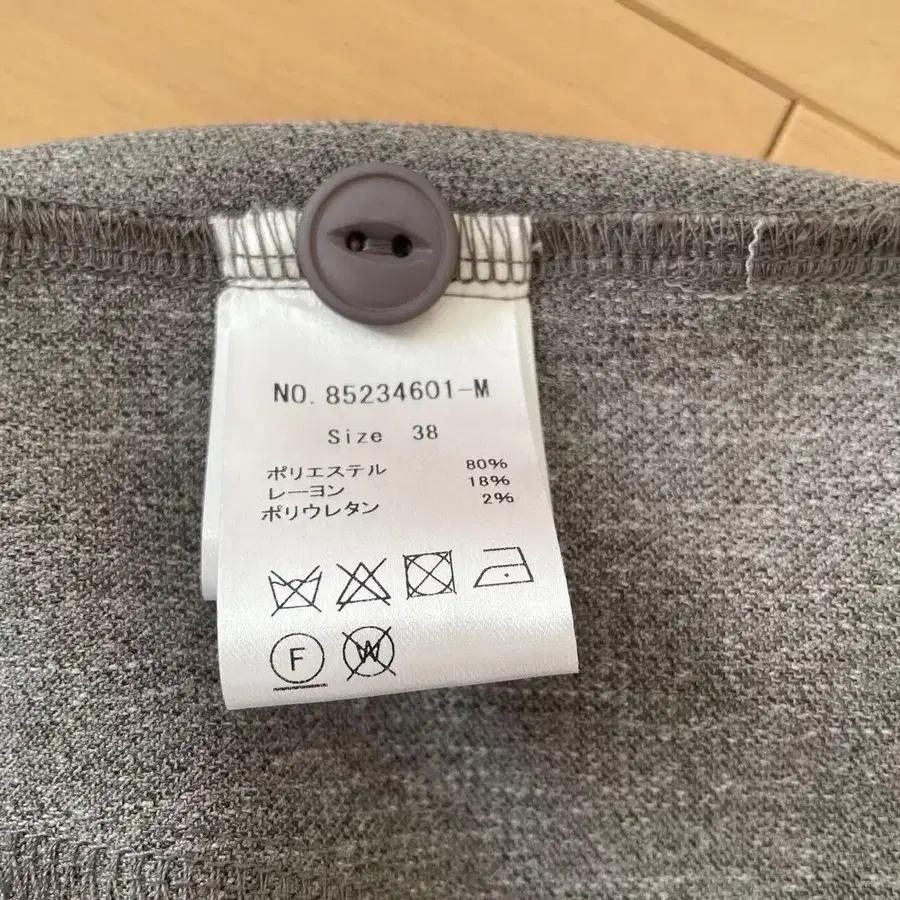 NO. 85234601-M
Size 38
ポリエステル 80%
レーヨン 18%
ポリウレタン 2%
F W